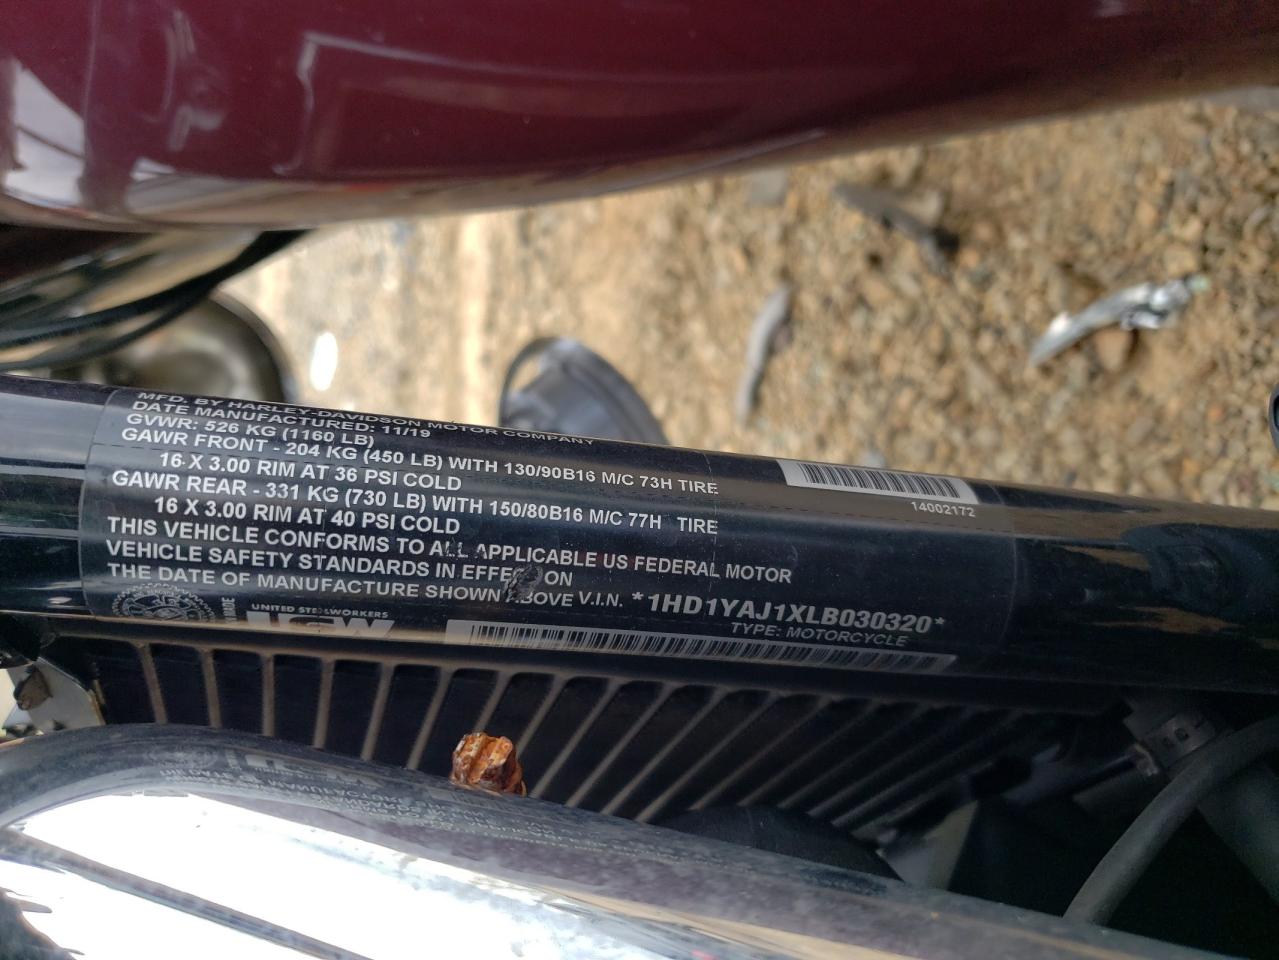 MFD. BY HARLEY-DAVIDSON MOTOR COMPANY
DATE MANUFACTURED: 11/19
GVWR: 526 KG (1160 LB)
GAWR FRONT - 204 KG (450 LB) WITH 130/90B16 M/C 73H TIRE
16 X 3.00 RIM AT 36 PSI COLD
GAWR REAR - 331 KG (730 LB) WITH 150/80B16 M/C 77H TIRE
16 X 3.00 RIM AT 40 PSI COLD
THIS VEHICLE CONFORMS TO ALL APPLICABLE US FEDERAL MOTOR
VEHICLE SAFETY STANDARDS IN EFFECT ON
THE DATE OF MANUFACTURE SHOWN ABOVE V.I.N. *1HD1YAJ1XLB030320*
TYPE: MOTORCYCLE
14002172
MADE
UNITED STEELWORKERS